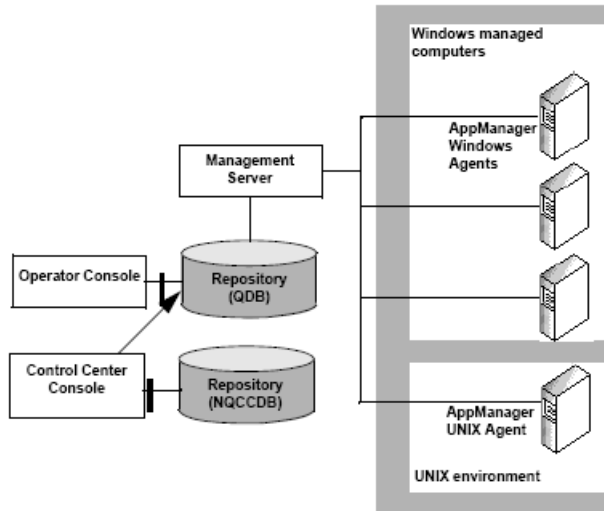 Windows managed
computers
AppManager
Windows
Agents
Management
Server
Operator Console
Repository
(QDB)
Control Center
Console
Repository
(NQCCDB)
AppManager
UNIX Agent
UNIX environment